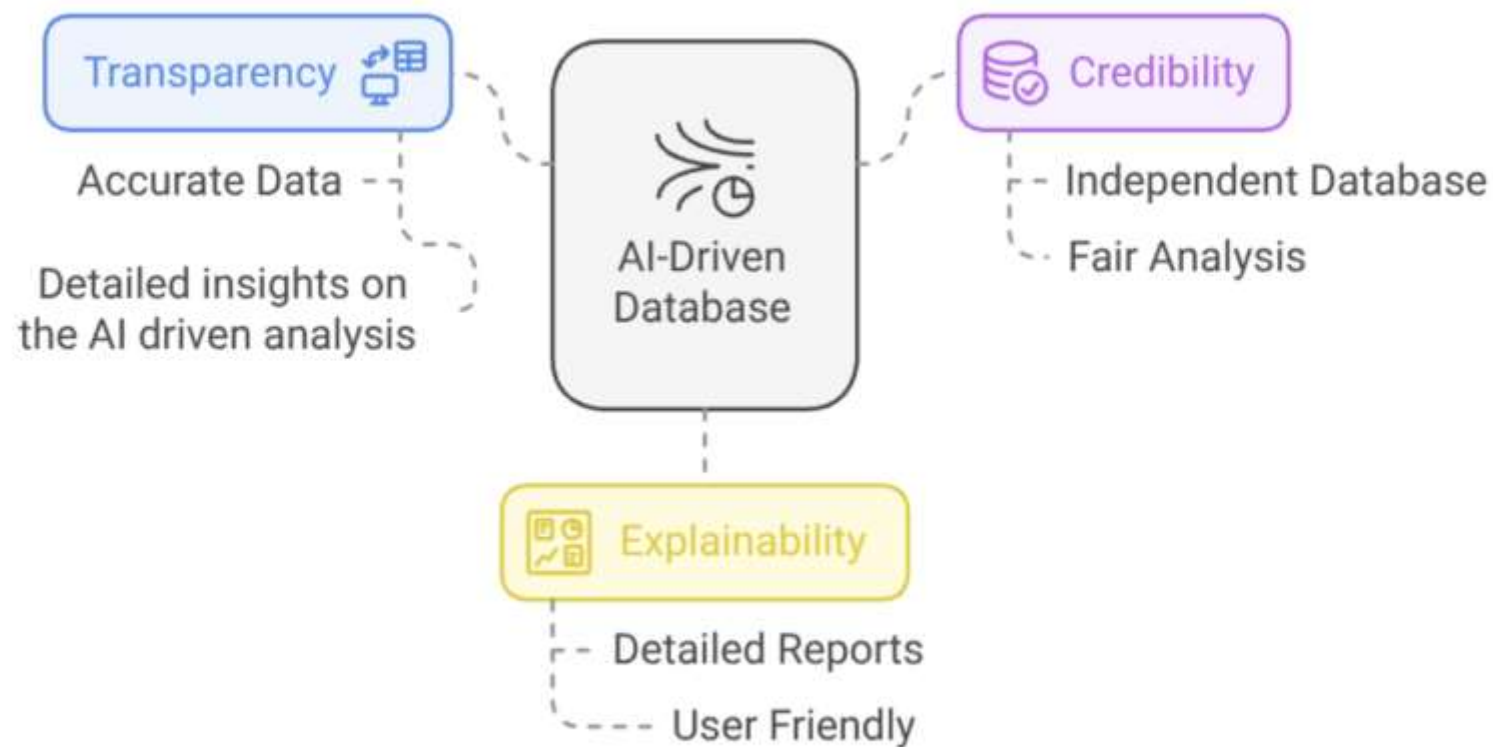 Transparency
Accurate Data
Detailed insights on
the AI driven analysis
AI-Driven
Database
Credibility
Independent Database
Fair Analysis
Explainability
Detailed Reports
User Friendly